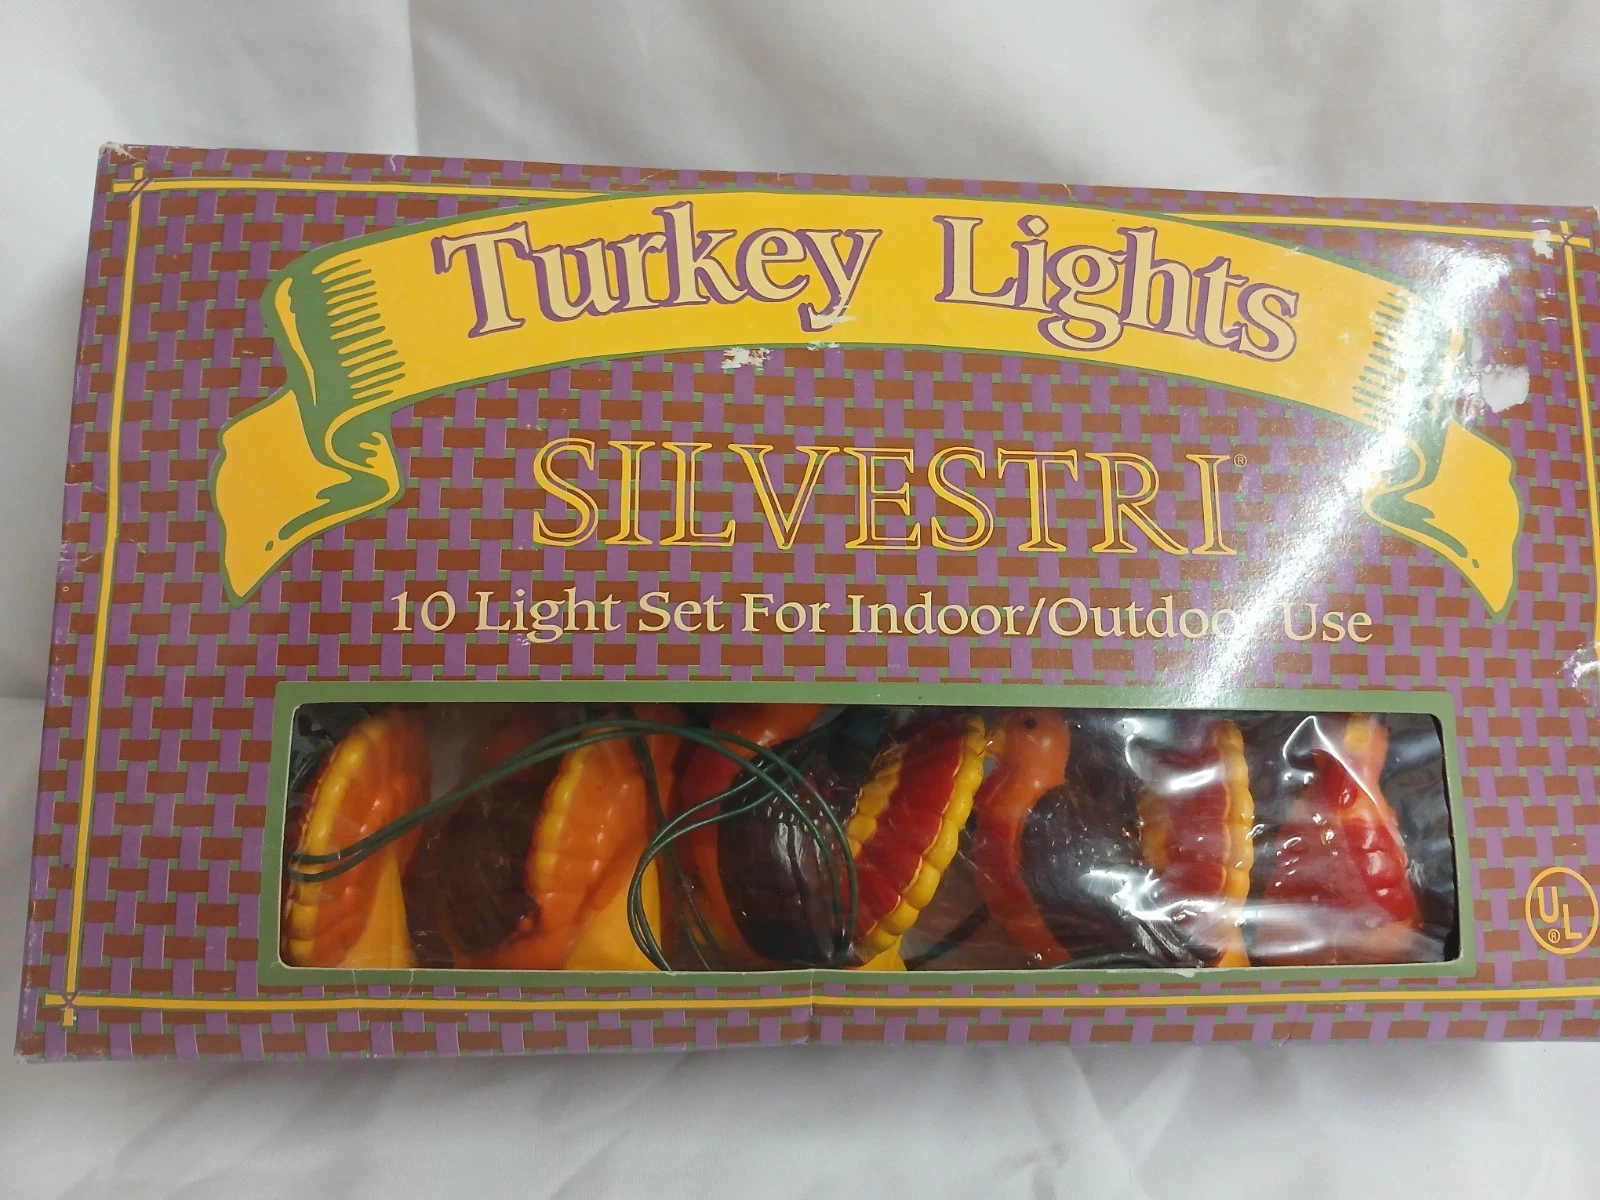 Turkey Lights
SILVESTRI®
10 Light Set For Indoor/Outdoor Use
UL®